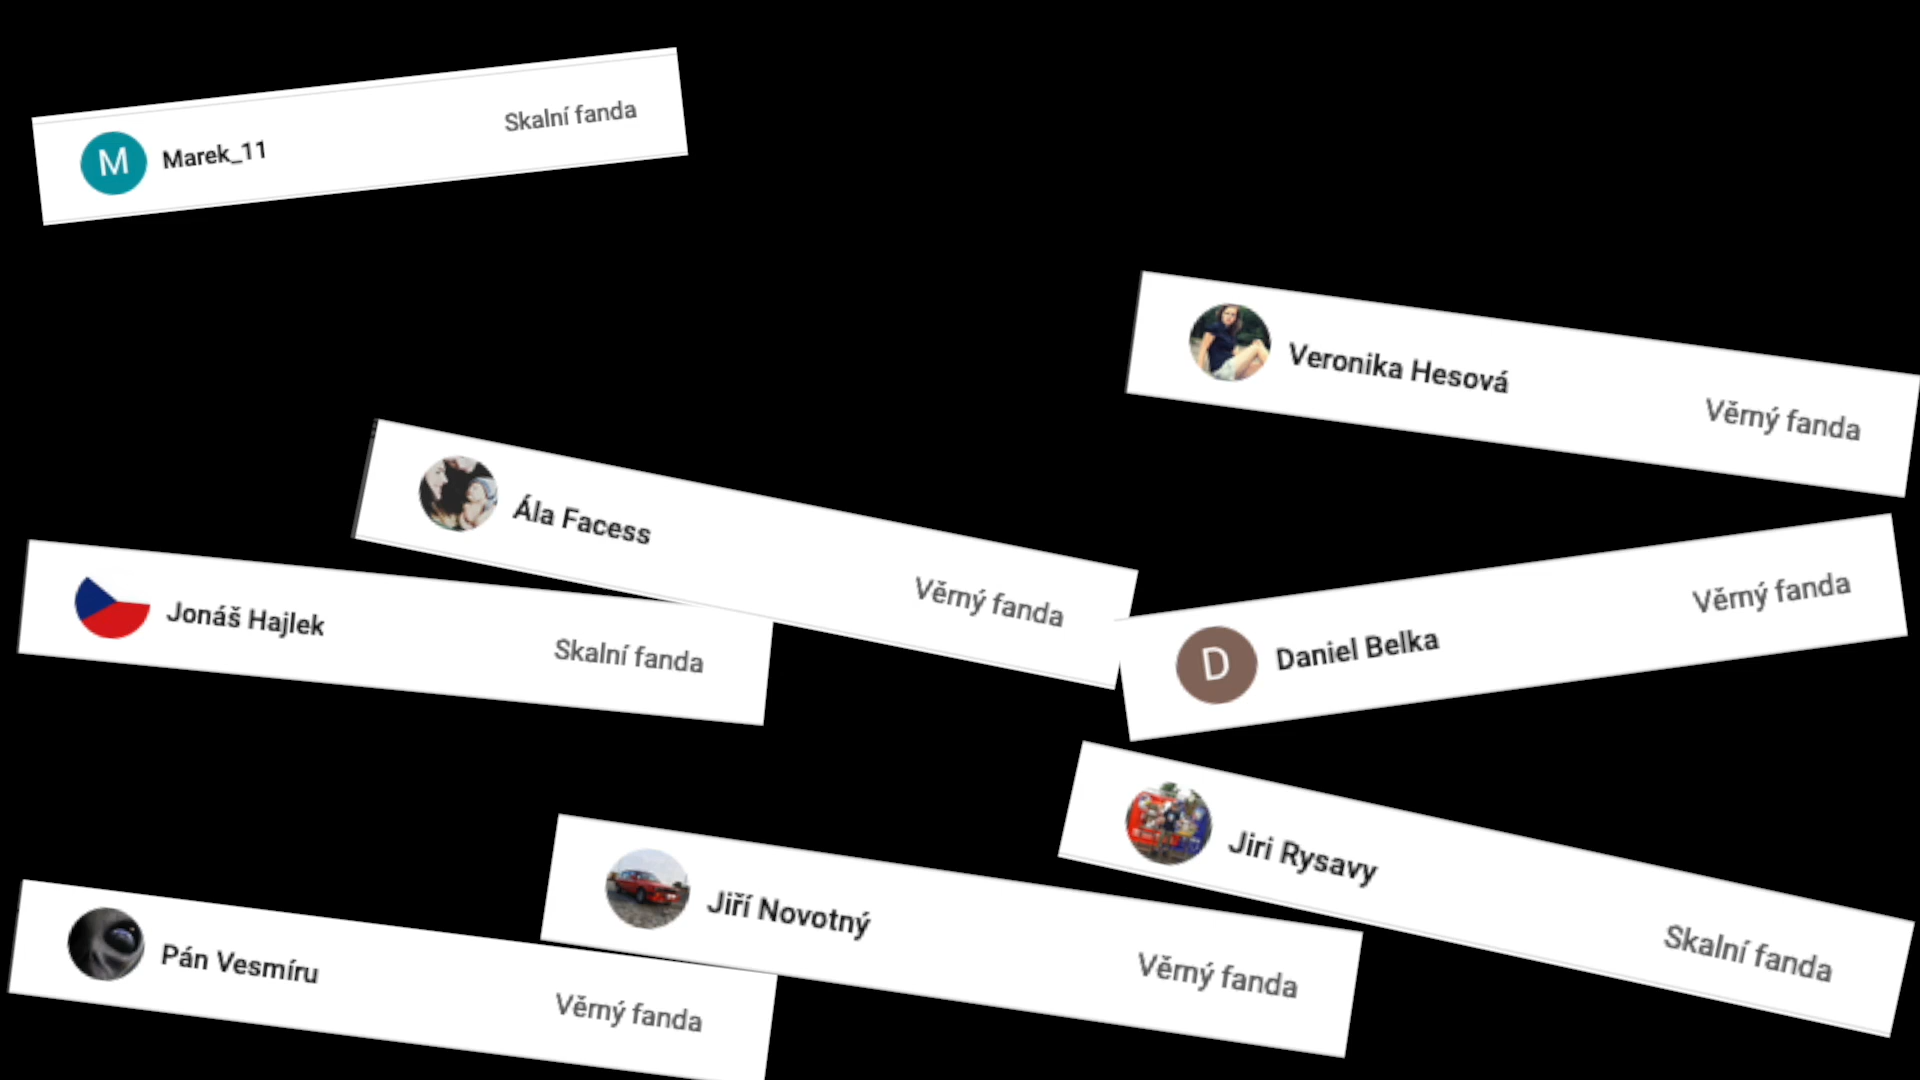 M Marek_11 Skalní fanda
Veronika Hesová Věrný fanda
Ála Facess Věrný fanda
Jonáš Hajlek Skalní fanda
D Daniel Belka Věrný fanda
Jiri Rysavy Skalní fanda
Jiří Novotný Věrný fanda
Pán Vesmíru Věrný fanda